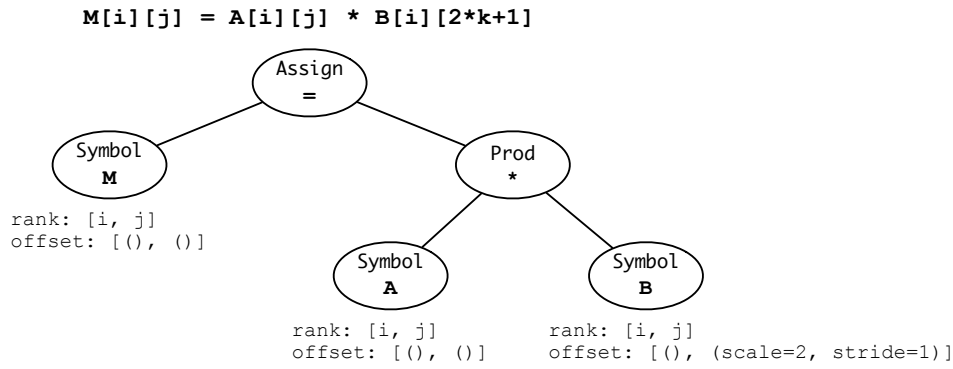 M[i][j] = A[i][j] * B[i][2*k+1]
Assign
=
Symbol
M
Prod
*
rank: [i, j]
offset: [(), ()]
Symbol
A
Symbol
B
rank: [i, j]
offset: [(), ()]
rank: [i, j]
offset: [(), (scale=2, stride=1)]